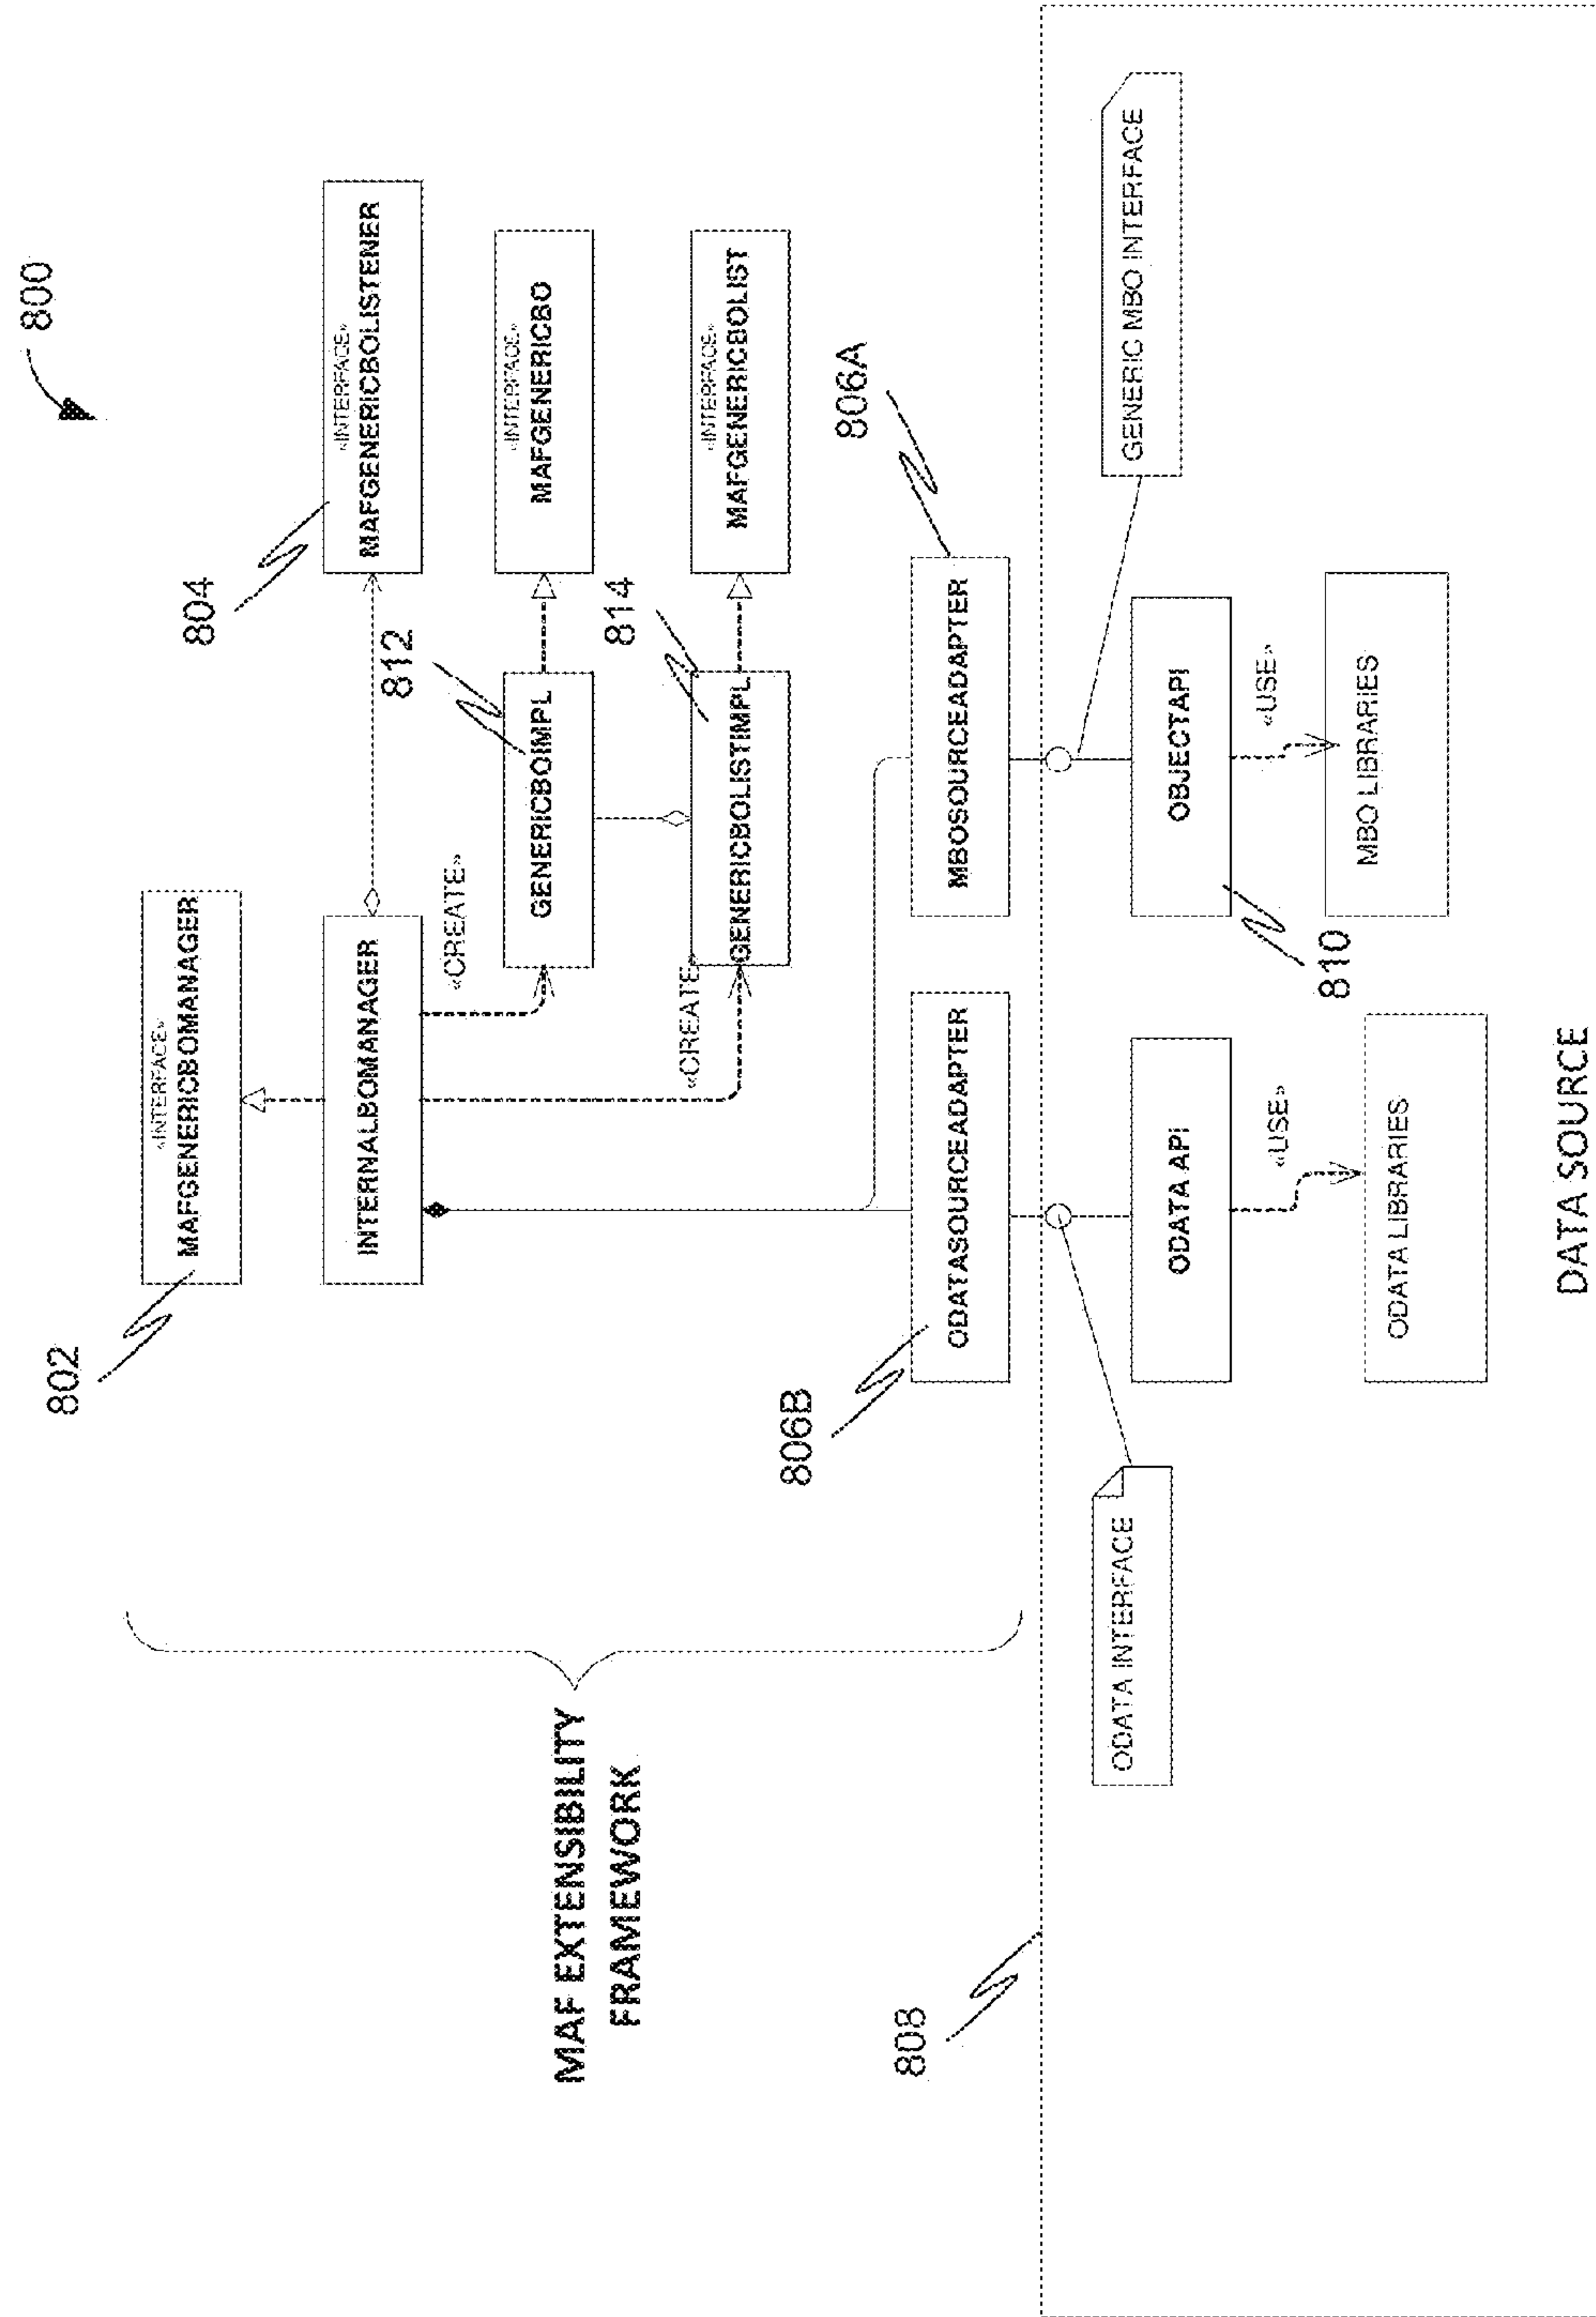 800
802
«INTERFACE»
MAFGENERICBOMANAGER
804
«INTERFACE»
MAFGENERICBOLISTENER
INTERNALBOMANAGER
«CREATE»
812
GENERICBOIMPL
«INTERFACE»
MAFGENERICBO
MAF EXTENSIBILITY
FRAMEWORK
«CREATE»
814
GENERICBOLISTIMPL
«INTERFACE»
MAFGENERICBOLIST
806B
ODATASOURCEADAPTER
806A
MBOSOURCEADAPTER
808
ODATA INTERFACE
GENERIC MBO INTERFACE
ODATA API
OBJECTAPI
810
«USE»
«USE»
ODATA LIBRARIES
MBO LIBRARIES
DATA SOURCE